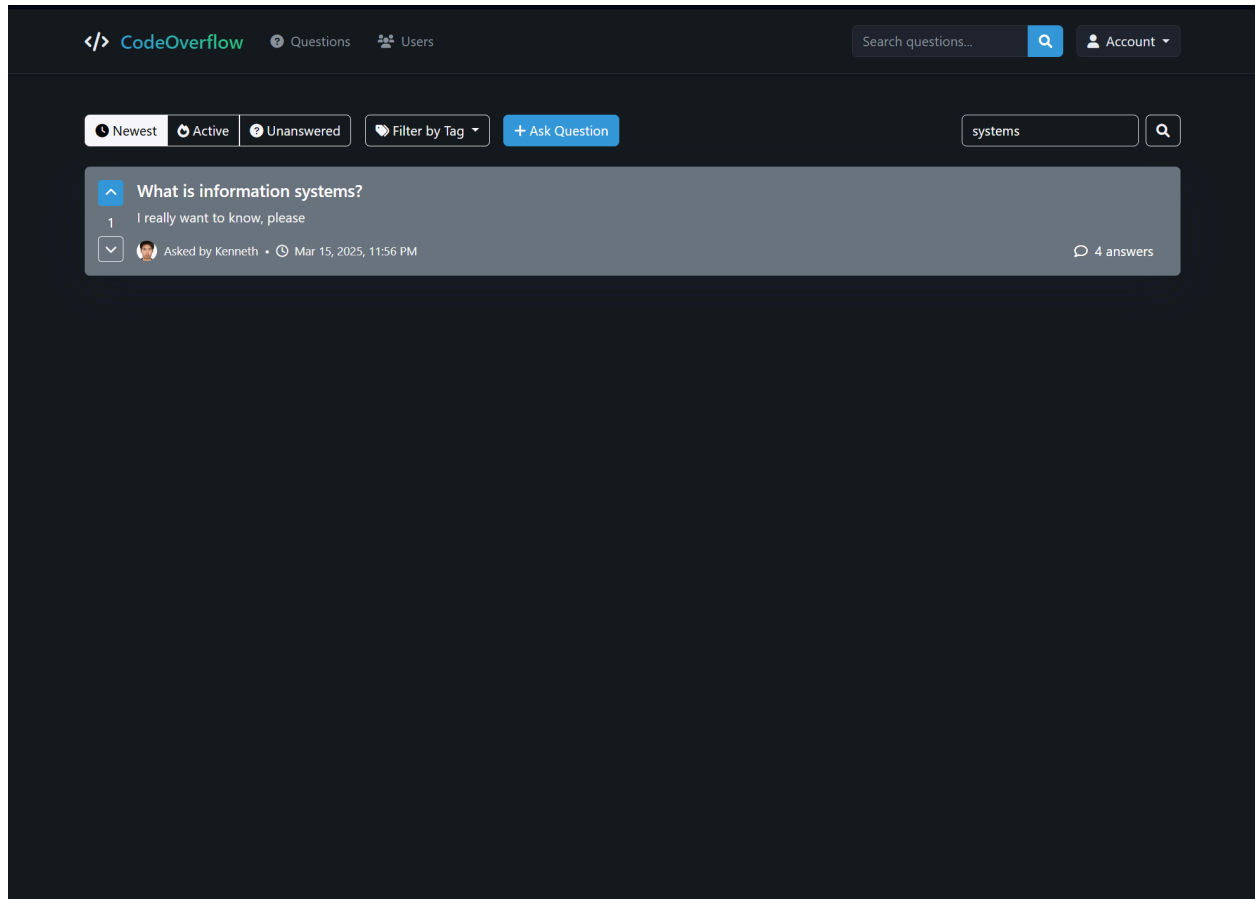 </> CodeOverflow Questions Users Search questions... Account
Newest Active Unanswered Filter by Tag + Ask Question systems
What is information systems?
1 I really want to know, please
Asked by Kenneth • Mar 15, 2025, 11:56 PM 4 answers